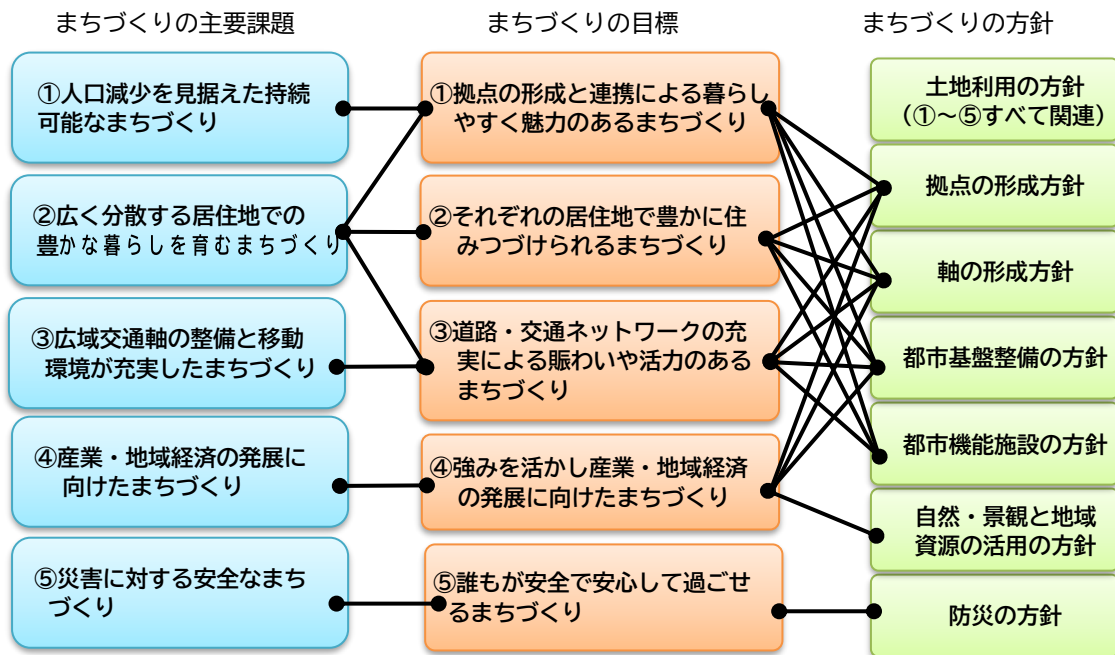 まちづくりの主要課題
①人口減少を見据えた持続
可能なまちづくり
②広く分散する居住地での
豊かな暮らしを育むまちづくり
③広域交通軸の整備と移動
環境が充実したまちづくり
④産業・地域経済の発展に
向けたまちづくり
⑤災害に対する安全なまち
づくり
まちづくりの目標
①拠点の形成と連携による暮らし
やすく魅力のあるまちづくり
②それぞれの居住地で豊かに住
みつづけられるまちづくり
③道路・交通ネットワークの充
実による賑わいや活力のある
まちづくり
④強みを活かし産業・地域経済
の発展に向けたまちづくり
⑤誰もが安全で安心して過ごせ
るまちづくり
まちづくりの方針
土地利用の方針
（①～⑤すべて関連）
拠点の形成方針
軸の形成方針
都市基盤整備の方針
都市機能施設の方針
自然・景観と地域
資源の活用の方針
防災の方針